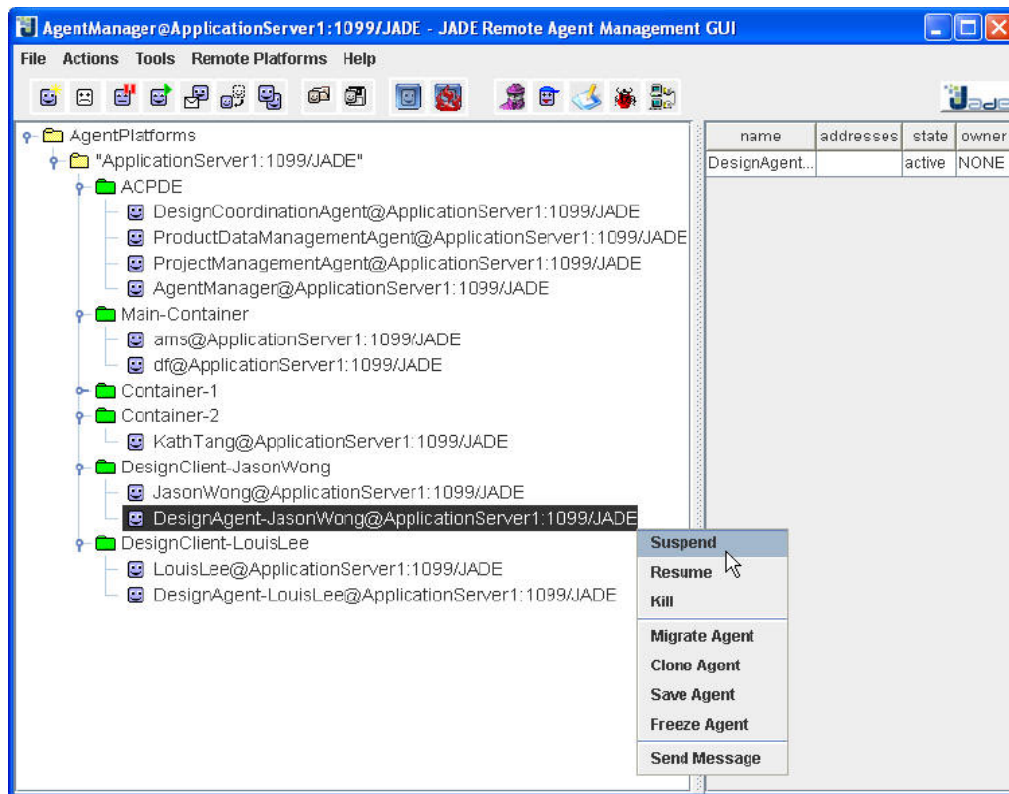 AgentManager@ApplicationServer1:1099/JADE - JADE Remote Agent Management GUI
File Actions Tools Remote Platforms Help
Jade
AgentPlatforms
"ApplicationServer1:1099/JADE"
ACPDE
DesignCoordinationAgent@ApplicationServer1:1099/JADE
ProductDataManagementAgent@ApplicationServer1:1099/JADE
ProjectManagementAgent@ApplicationServer1:1099/JADE
AgentManager@ApplicationServer1:1099/JADE
Main-Container
ams@ApplicationServer1:1099/JADE
df@ApplicationServer1:1099/JADE
Container-1
Container-2
KathTang@ApplicationServer1:1099/JADE
DesignClient-JasonWong
JasonWong@ApplicationServer1:1099/JADE
DesignAgent-JasonWong@ApplicationServer1:1099/JADE
DesignClient-LouisLee
LouisLee@ApplicationServer1:1099/JADE
DesignAgent-LouisLee@ApplicationServer1:1099/JADE
name addresses state owner
DesignAgent... active NONE
Suspend
Resume
Kill
Migrate Agent
Clone Agent
Save Agent
Freeze Agent
Send Message